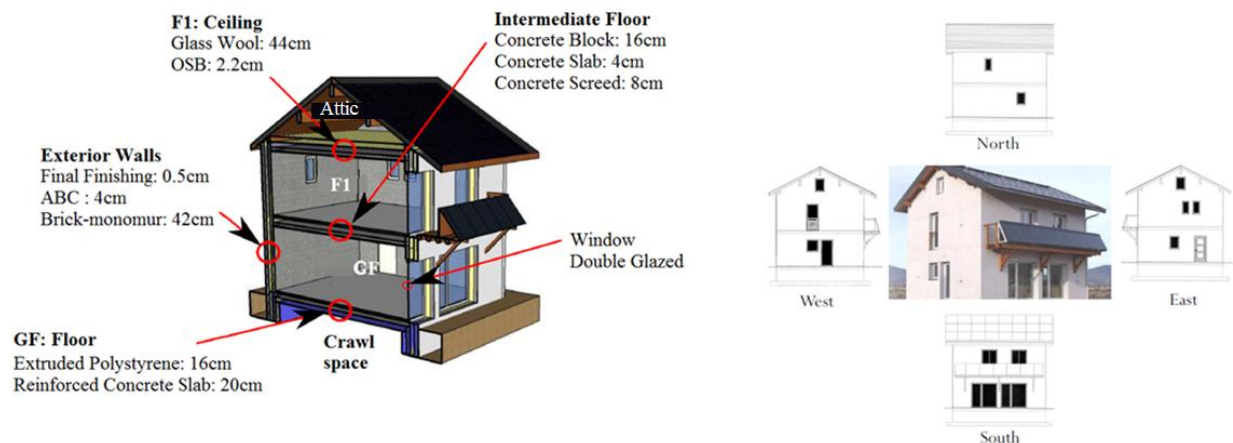 F1: Ceiling
Glass Wool: 44cm
OSB: 2.2cm
Intermediate Floor
Concrete Block: 16cm
Concrete Slab: 4cm
Concrete Screed: 8cm
Attic
Exterior Walls
Final Finishing: 0.5cm
ABC : 4cm
Brick-monomur: 42cm
F1
GF
Window
Double Glazed
GF: Floor
Extruded Polystyrene: 16cm
Reinforced Concrete Slab: 20cm
Crawl
space
North
West
East
South